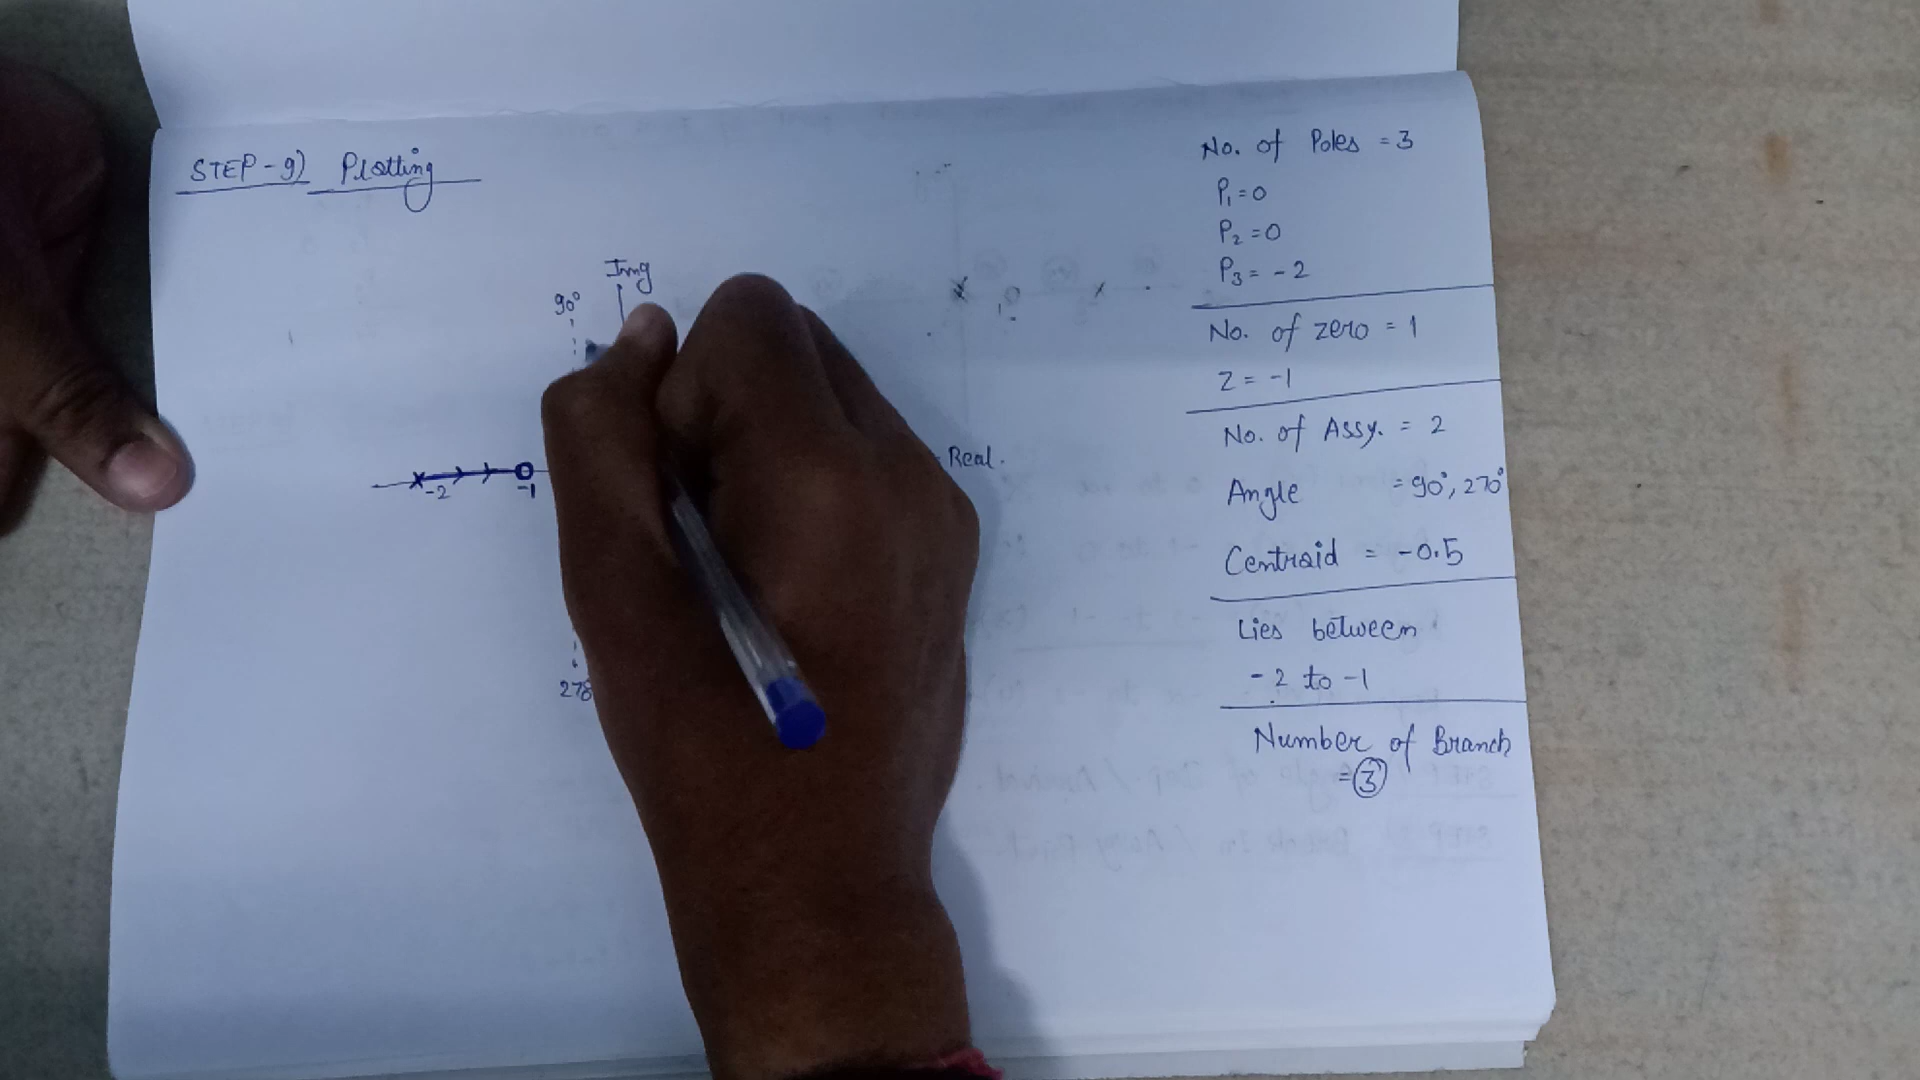 STEP-9) Plotting
Img
90°
Real.
-2
-1
270
No. of Poles = 3
P1 = 0
P2 = 0
P3 = -2
No. of zero = 1
Z = -1
No. of Assy. = 2
Angle = 90°, 270°
Centroid = -0.5
Lies between
-2 to -1
Number of Branch
= 3